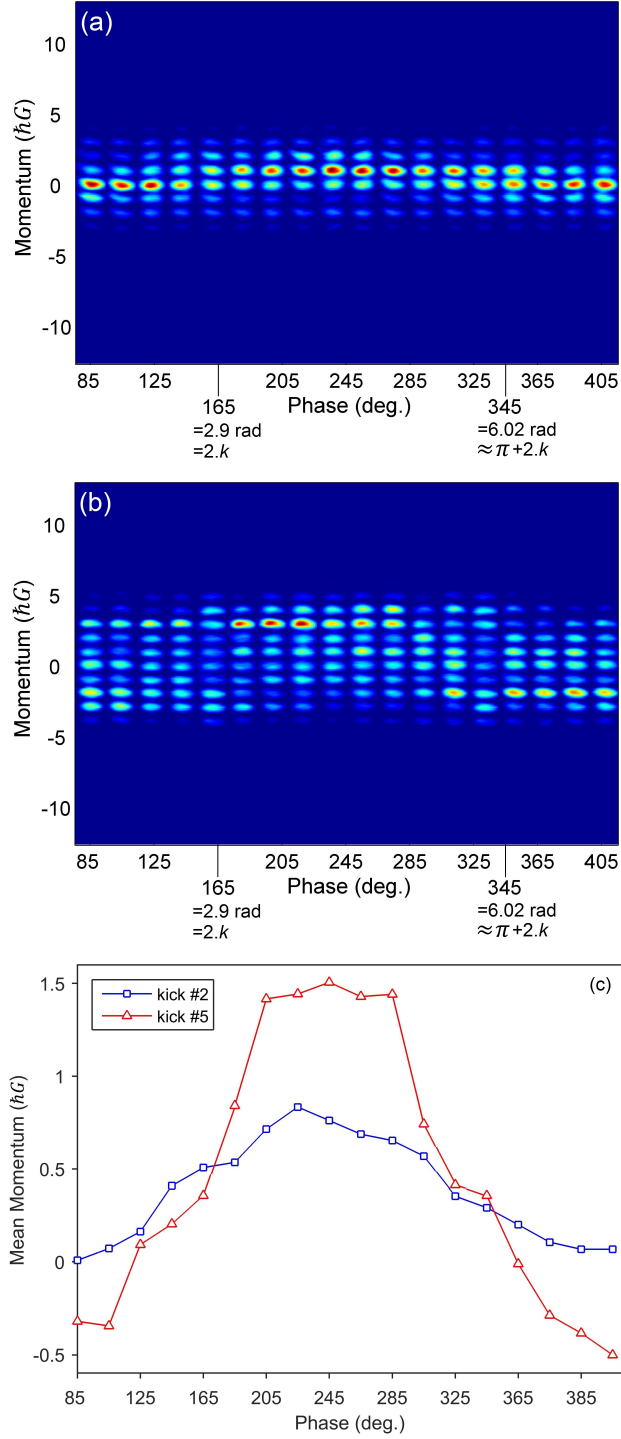 (a)
Momentum (ħG)
10
5
0
-5
-10
85 125 205 245 285 325 365 405
165 Phase (deg.) 345
=2.9 rad =6.02 rad
=2.k ≈π+2.k
(b)
Momentum (ħG)
10
5
0
-5
-10
85 125 205 245 285 325 365 405
165 Phase (deg.) 345
=2.9 rad =6.02 rad
=2.k ≈π+2.k
(c)
kick #2
kick #5
Mean Momentum (ħG)
1.5
1
0.5
0
-0.5
85 125 165 205 245 285 325 365 385
Phase (deg.)